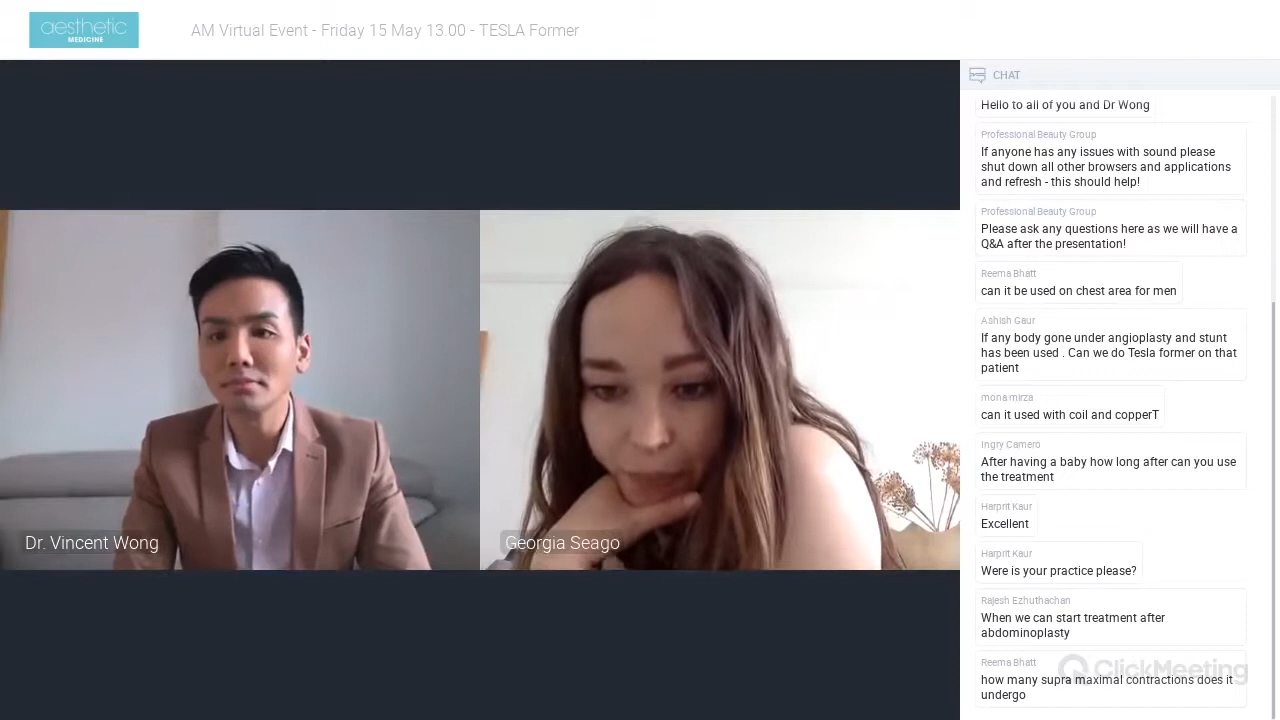 aesthetic
MEDICINE
AM Virtual Event - Friday 15 May 13.00 - TESLA Former
CHAT
Hello to all of you and Dr Wong
Professional Beauty Group
If anyone has any issues with sound please
shut down all other browsers and applications
and refresh - this should help!
Professional Beauty Group
Please ask any questions here as we will have a
Q&A after the presentation!
Reema Bhatt
can it be used on chest area for men
Ashish Gaur
If any body gone under angioplasty and stunt
has been used . Can we do Tesla former on that
patient
mona mirza
can it used with coil and copperT
Ingry Camero
After having a baby how long after can you use
the treatment
Harprit Kaur
Excellent
Harprit Kaur
Were is your practice please?
Rajesh Ezhuthachan
When we can start treatment after
abdominoplasty
Reema Bhatt
how many supra maximal contractions does it
undergo
ClickMeeting
Dr. Vincent Wong
Georgia Seago